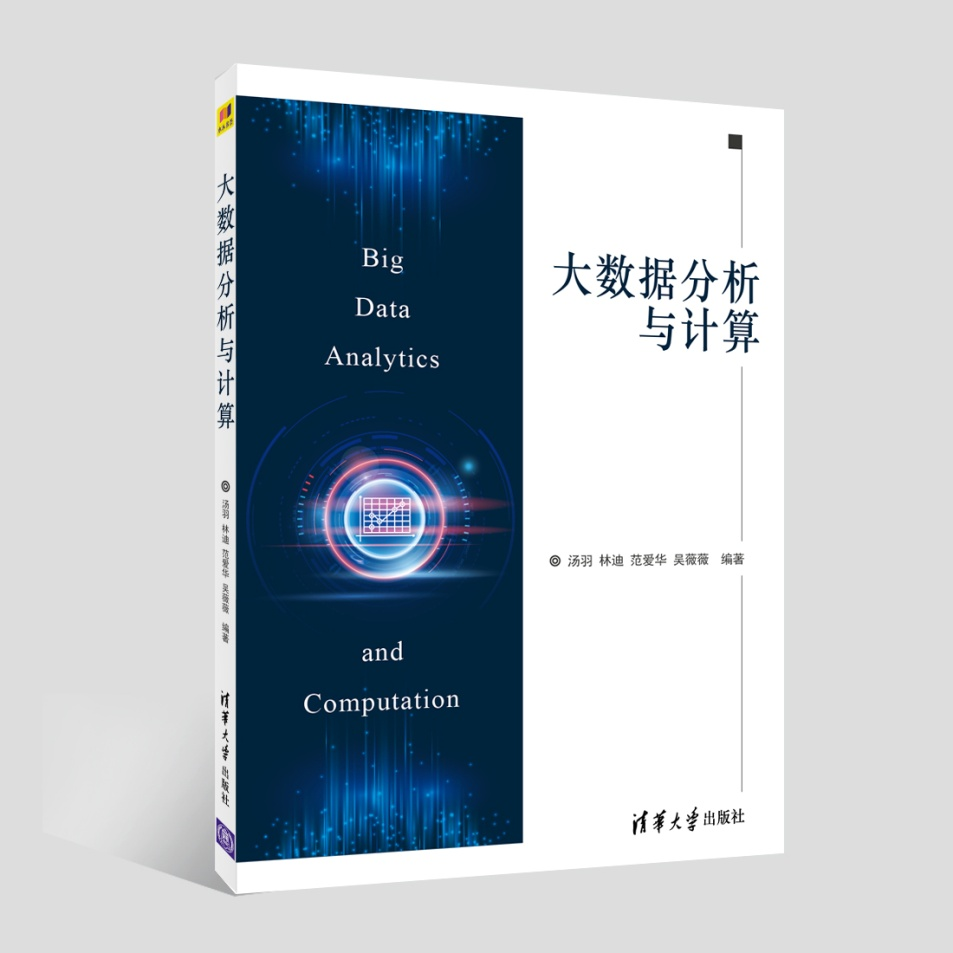 大数据分析与计算
◎ 汤羽 林迪 范爱华 吴薇薇 编著
清华大学出版社
Big
Data
Analytics
and
Computation
大数据分析
与计算
◎ 汤羽 林迪 范爱华 吴薇薇 编著
清华大学出版社